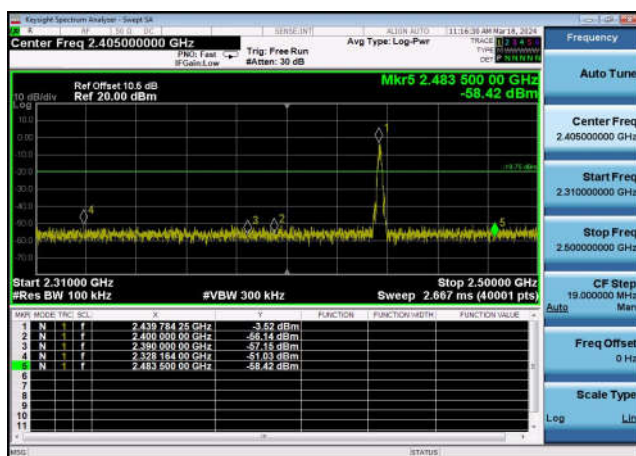 Keysight Spectrum Analyzer - Swept SA
R RF 50 Ω DC SENSE:INT ALIGN AUTO 11:16:30 AM Mar 18, 2024
Center Freq 2.405000000 GHz
PNO: Fast
IFGain:Low
Trig: Free Run
#Atten: 30 dB
Avg Type: Log-Pwr
TRACE 1 2 3 4 5 6
TYPE
DET P N N N N N
Ref Offset 10.6 dB
10 dB/div Ref 20.00 dBm
Mkr5 2.483 500 00 GHz
-58.42 dBm
Log
10.0
0.00
-10.0
-20.0
-30.0
-40.0
-50.0
-60.0
-70.0
1
2
3
4
5
Start 2.31000 GHz Stop 2.50000 GHz
#Res BW 100 kHz #VBW 300 kHz Sweep 2.667 ms (40001 pts)
MKR MODE TRC SCL X Y FUNCTION FUNCTION WIDTH FUNCTION VALUE
1 N 1 f 2.439 784 25 GHz -3.52 dBm
2 N 1 f 2.400 000 00 GHz -56.14 dBm
3 N 1 f 2.390 000 00 GHz -57.15 dBm
4 N 1 f 2.328 164 00 GHz -51.03 dBm
5 N 1 f 2.483 500 00 GHz -58.42 dBm
6
7
8
9
10
11
MSG STATUS
Frequency
Auto Tune
Center Freq
2.405000000 GHz
Start Freq
2.310000000 GHz
Stop Freq
2.500000000 GHz
CF Step
19.000000 MHz
Auto Man
Freq Offset
0 Hz
Scale Type
Log Lin